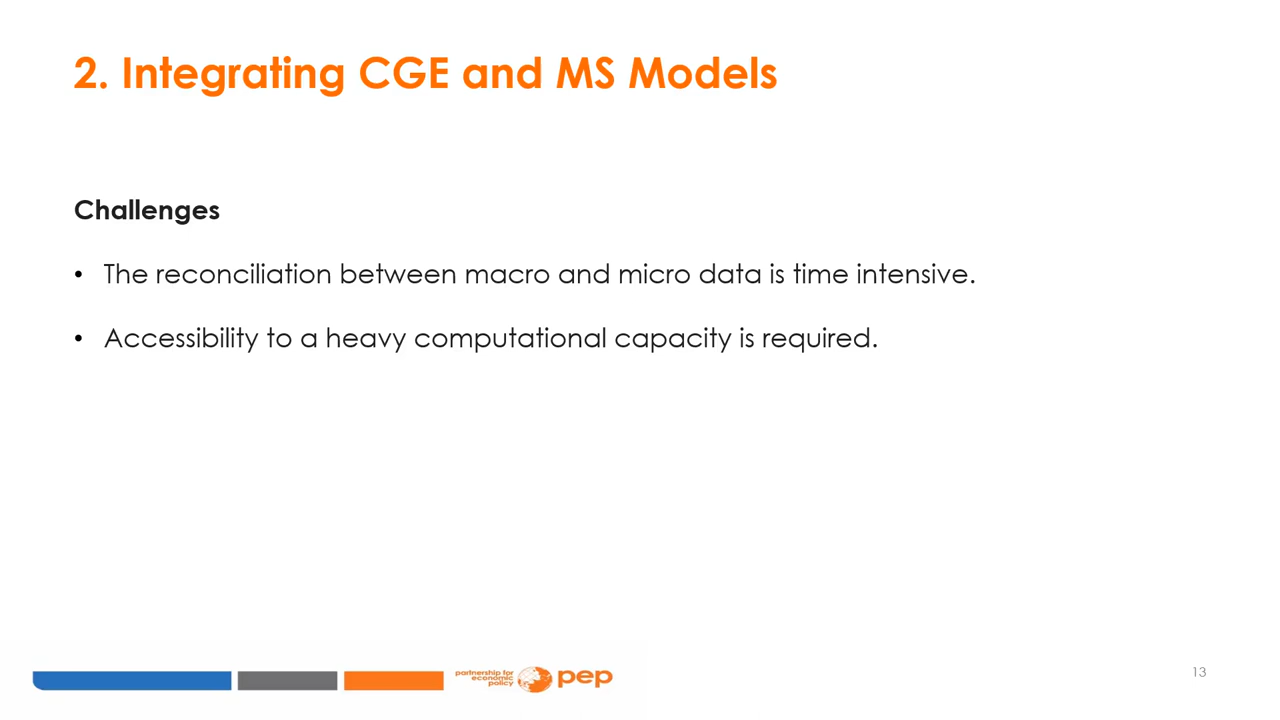 2. Integrating CGE and MS Models
Challenges
• The reconciliation between macro and micro data is time intensive.
• Accessibility to a heavy computational capacity is required.
partnership for
economic
policy
pep
13